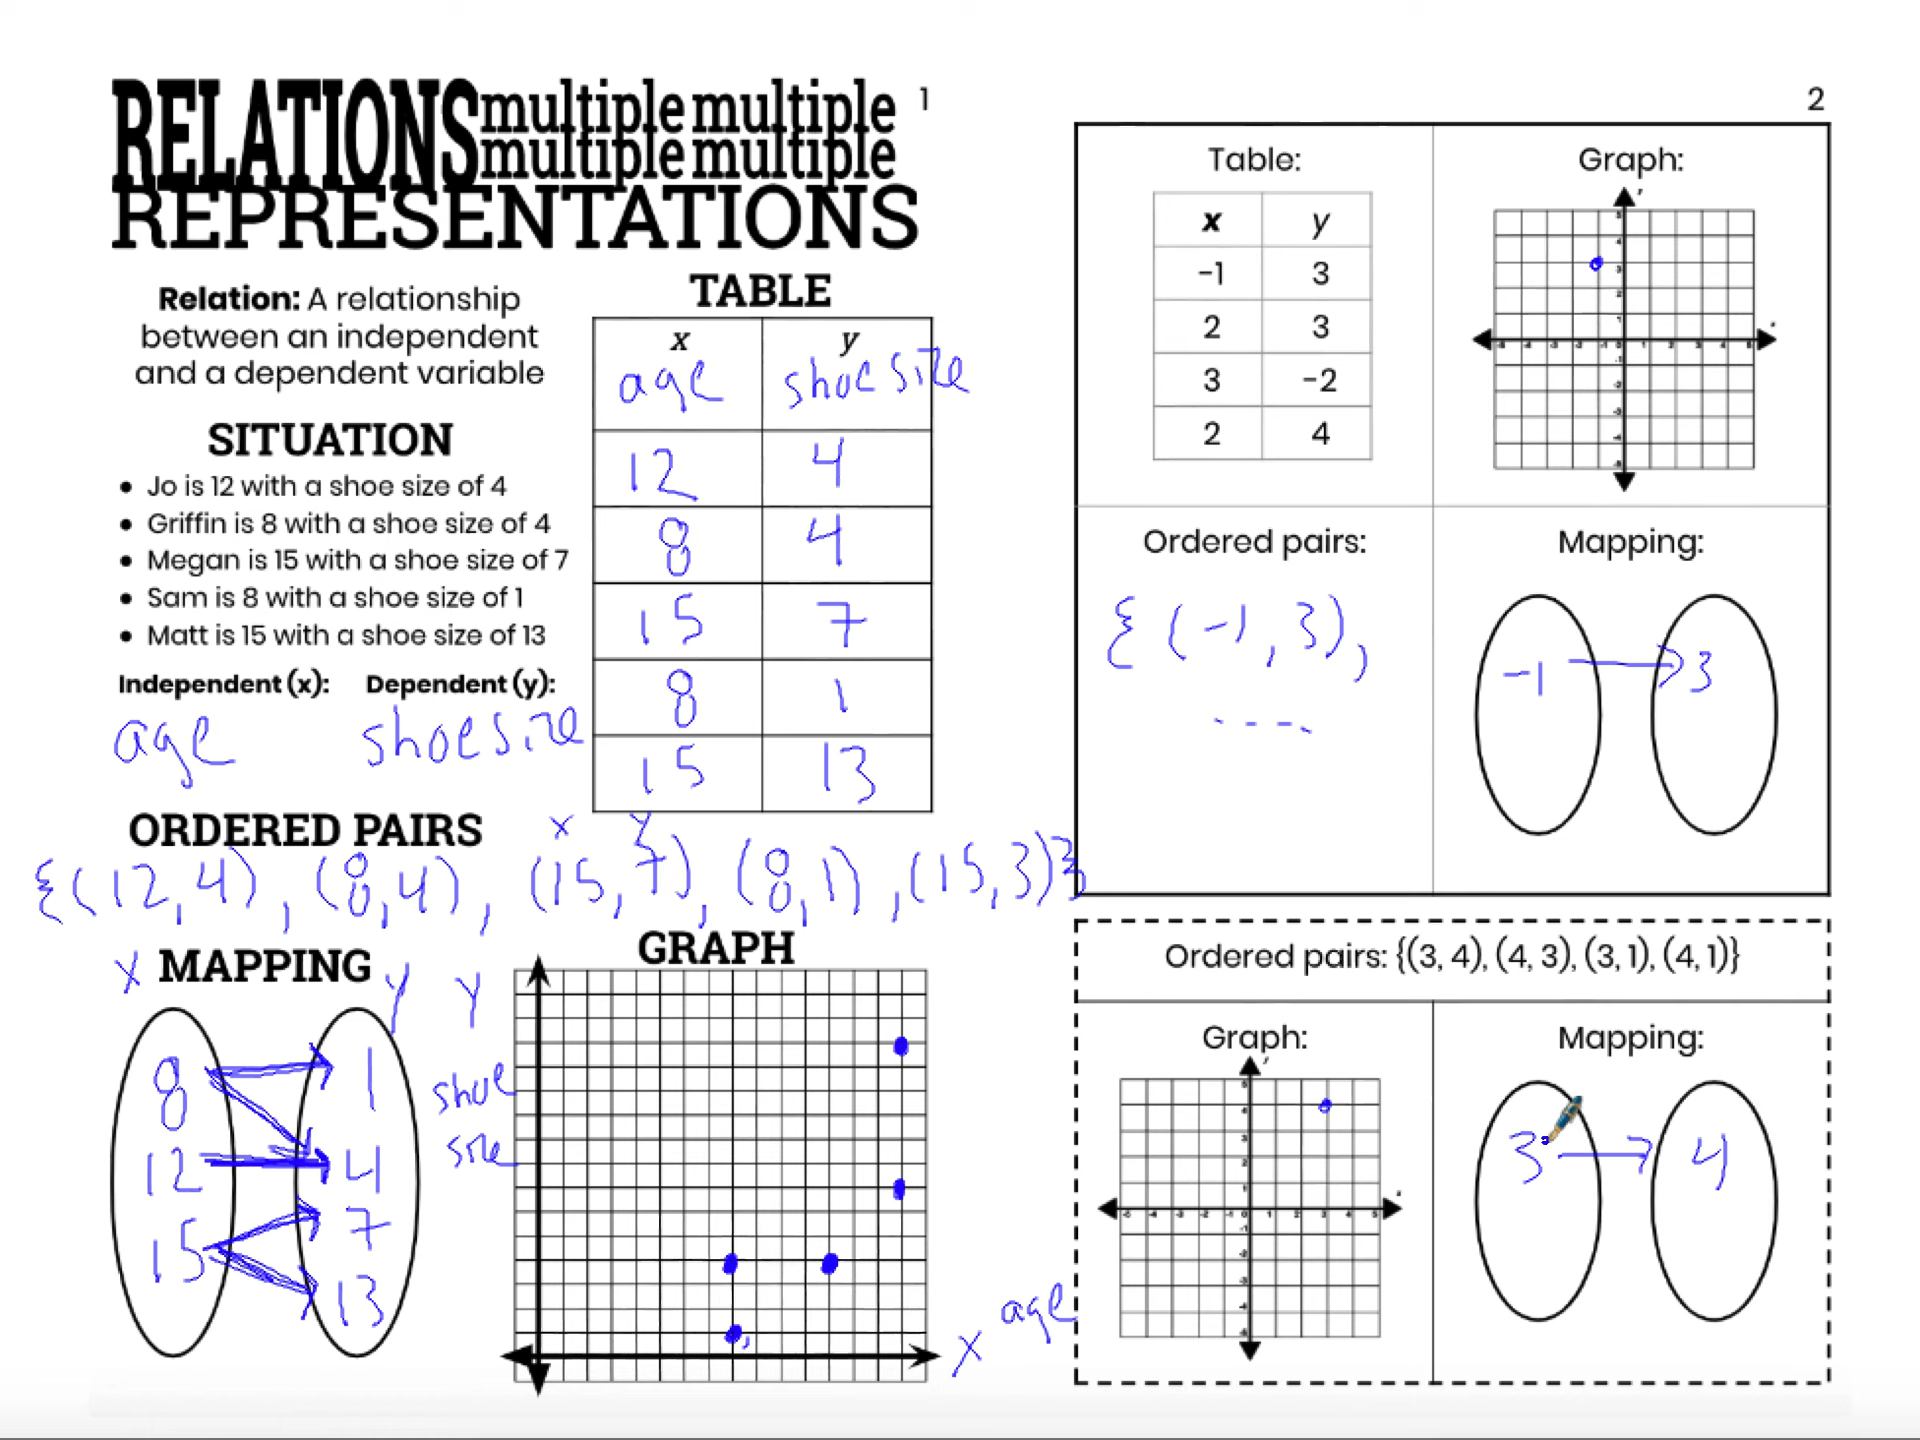 RELATIONS multiple multiple
multiple multiple
REPRESENTATIONS
1
Relation: A relationship
between an independent
and a dependent variable
SITUATION
• Jo is 12 with a shoe size of 4
• Griffin is 8 with a shoe size of 4
• Megan is 15 with a shoe size of 7
• Sam is 8 with a shoe size of 1
• Matt is 15 with a shoe size of 13
Independent (x): Dependent (y):
age shoe size
TABLE
x y
age shoe size
12 4
8 4
15 7
8 1
15 13
ORDERED PAIRS
x y
{(12,4), (8,4), (15,7), (8,1), (15,3)}
X MAPPING Y
8 1
12 4
15 7
13
GRAPH
Y
shoe
size
X age
2
Table:
x y
-1 3
2 3
3 -2
2 4
Graph:
Ordered pairs:
{ (-1, 3),
----
Mapping:
-1 3
Ordered pairs: {(3, 4), (4, 3), (3, 1), (4, 1)}
Graph:
Mapping:
3 4